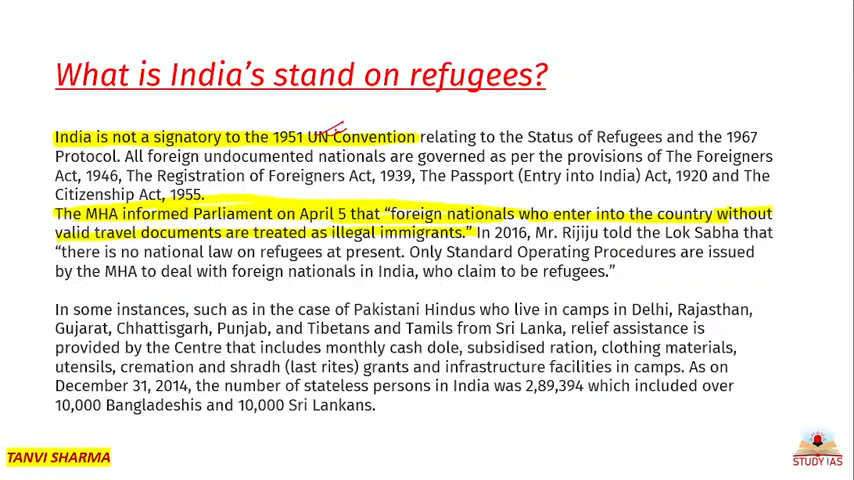 What is India's stand on refugees?
India is not a signatory to the 1951 UN Convention relating to the Status of Refugees and the 1967
Protocol. All foreign undocumented nationals are governed as per the provisions of The Foreigners
Act, 1946, The Registration of Foreigners Act, 1939, The Passport (Entry into India) Act, 1920 and The
Citizenship Act, 1955.
The MHA informed Parliament on April 5 that “foreign nationals who enter into the country without
valid travel documents are treated as illegal immigrants.” In 2016, Mr. Rijiju told the Lok Sabha that
“there is no national law on refugees at present. Only Standard Operating Procedures are issued
by the MHA to deal with foreign nationals in India, who claim to be refugees.”
In some instances, such as in the case of Pakistani Hindus who live in camps in Delhi, Rajasthan,
Gujarat, Chhattisgarh, Punjab, and Tibetans and Tamils from Sri Lanka, relief assistance is
provided by the Centre that includes monthly cash dole, subsidised ration, clothing materials,
utensils, cremation and shradh (last rites) grants and infrastructure facilities in camps. As on
December 31, 2014, the number of stateless persons in India was 2,89,394 which included over
10,000 Bangladeshis and 10,000 Sri Lankans.
TANVI SHARMA
STUDY IAS